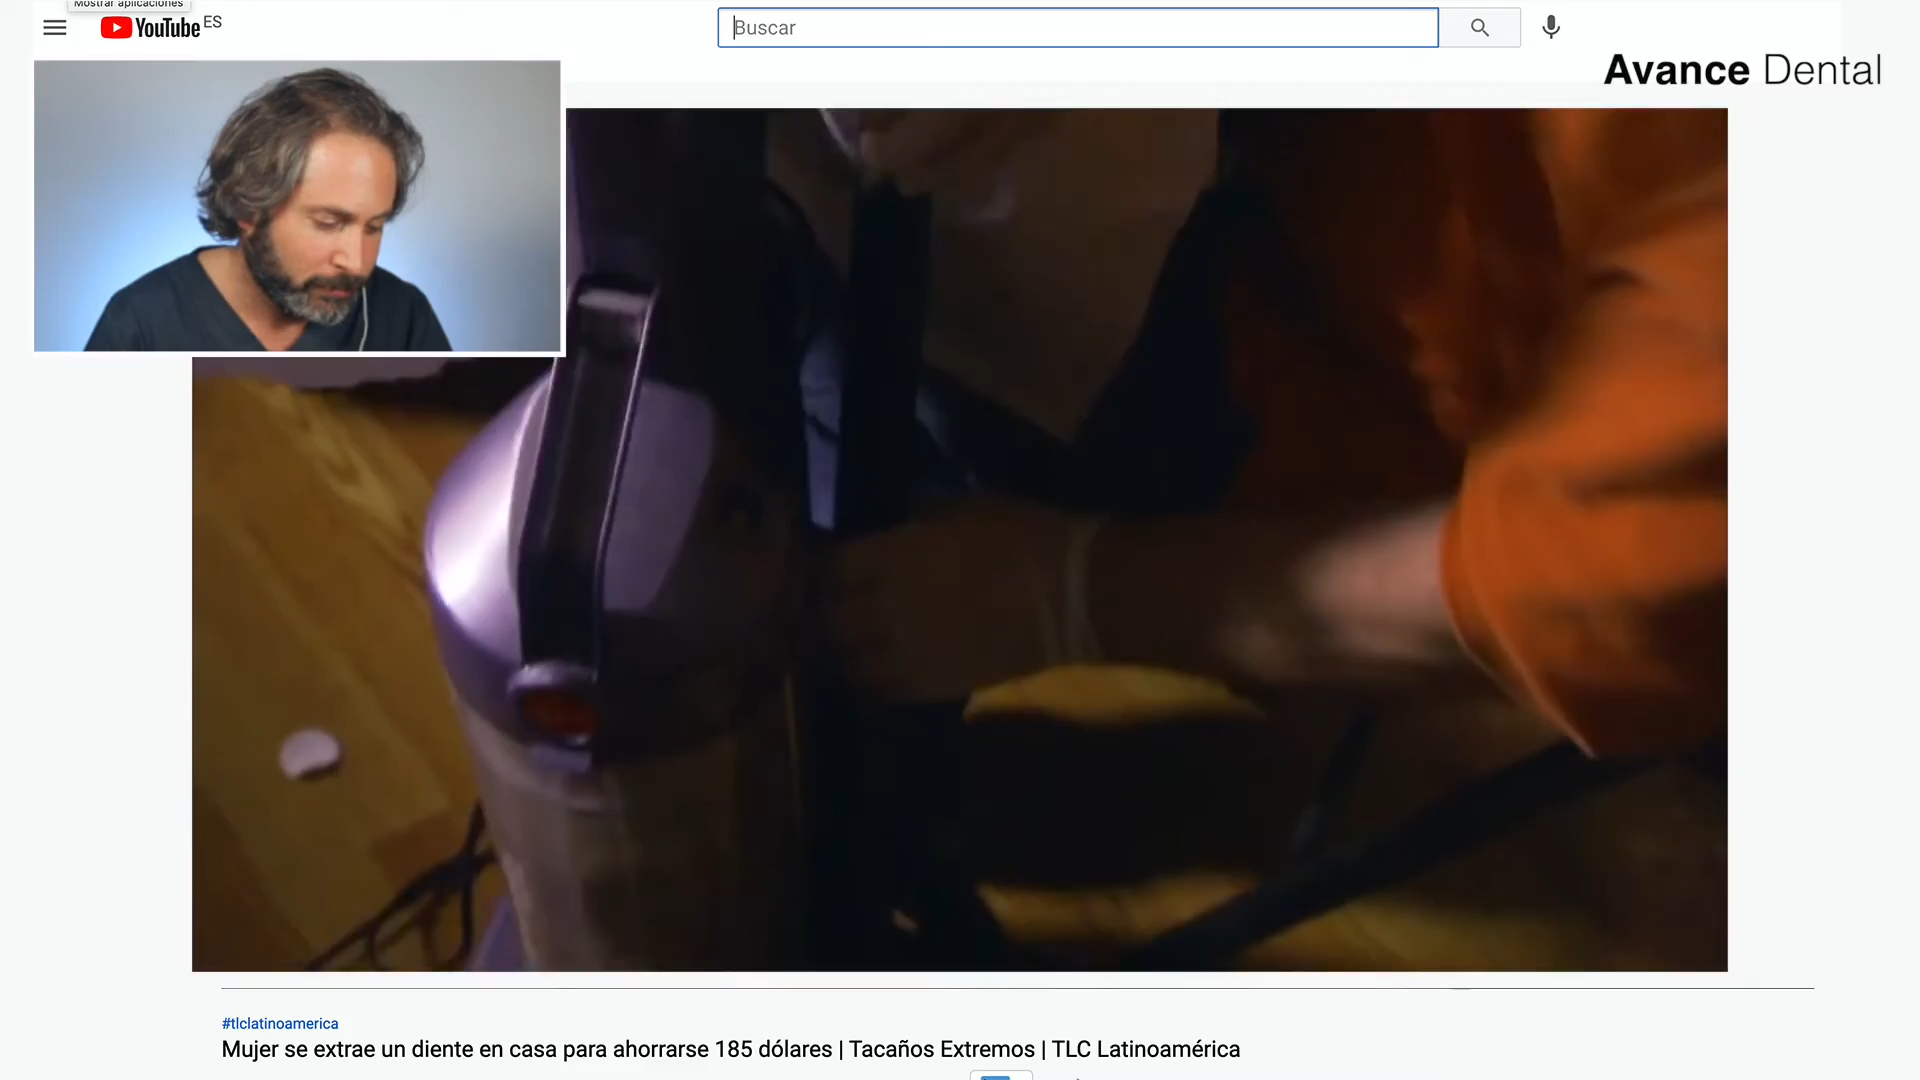 Mostrar aplicaciones
YouTube ES
Buscar
Avance Dental
#tlclatinoamerica
Mujer se extrae un diente en casa para ahorrarse 185 dólares | Tacaños Extremos | TLC Latinoamérica